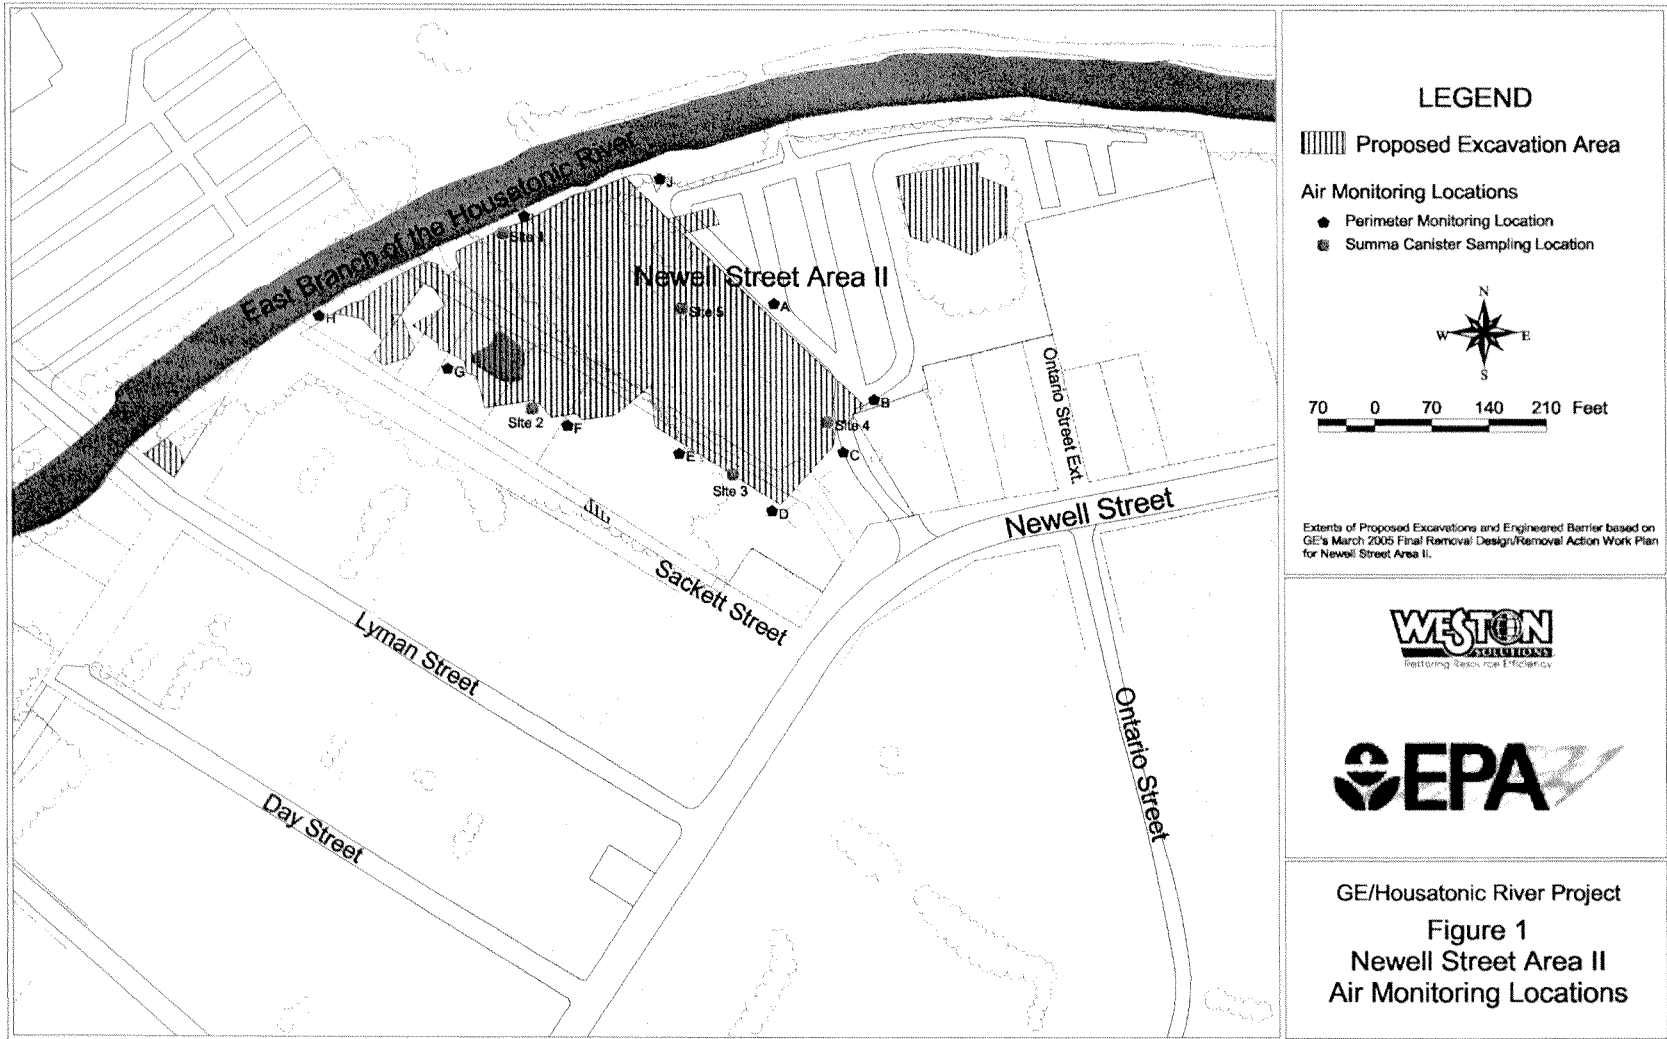 East Branch of the Housatonic River
J
Site 1
Newell Street Area II
A
Site 5
H
G
B
Site 2
F
Site 4
C
E
Site 3
D
Ontario Street Ext.
Newell Street
Sackett Street
Lyman Street
Day Street
Ontario Street
LEGEND
Proposed Excavation Area
Air Monitoring Locations
Perimeter Monitoring Location
Summa Canister Sampling Location
N
W E
S
70 0 70 140 210 Feet
Extents of Proposed Excavations and Engineered Barrier based on
GE's March 2005 Final Removal Design/Removal Action Work Plan
for Newell Street Area II.
WESTON
SOLUTIONS
Restoring Resource Efficiency
EPA
GE/Housatonic River Project
Figure 1
Newell Street Area II
Air Monitoring Locations